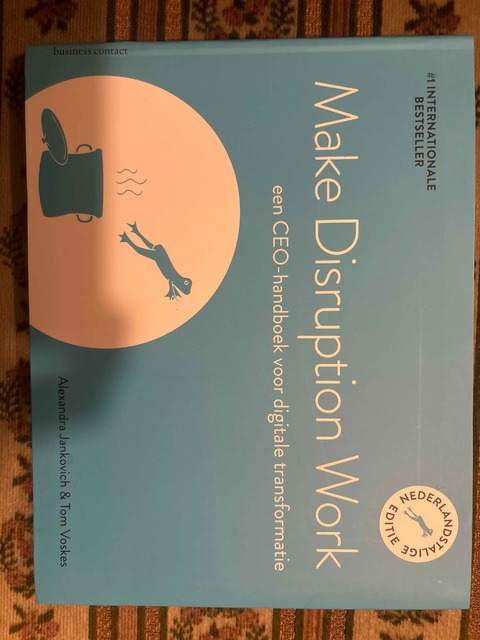 #1 INTERNATIONALE
BESTSELLER
Make Disruption Work
een CEO-handboek voor digitale transformatie
NEDERLANDSTALIGE
EDITIE
Alexandra Jankovich & Tom Voskes
business contact